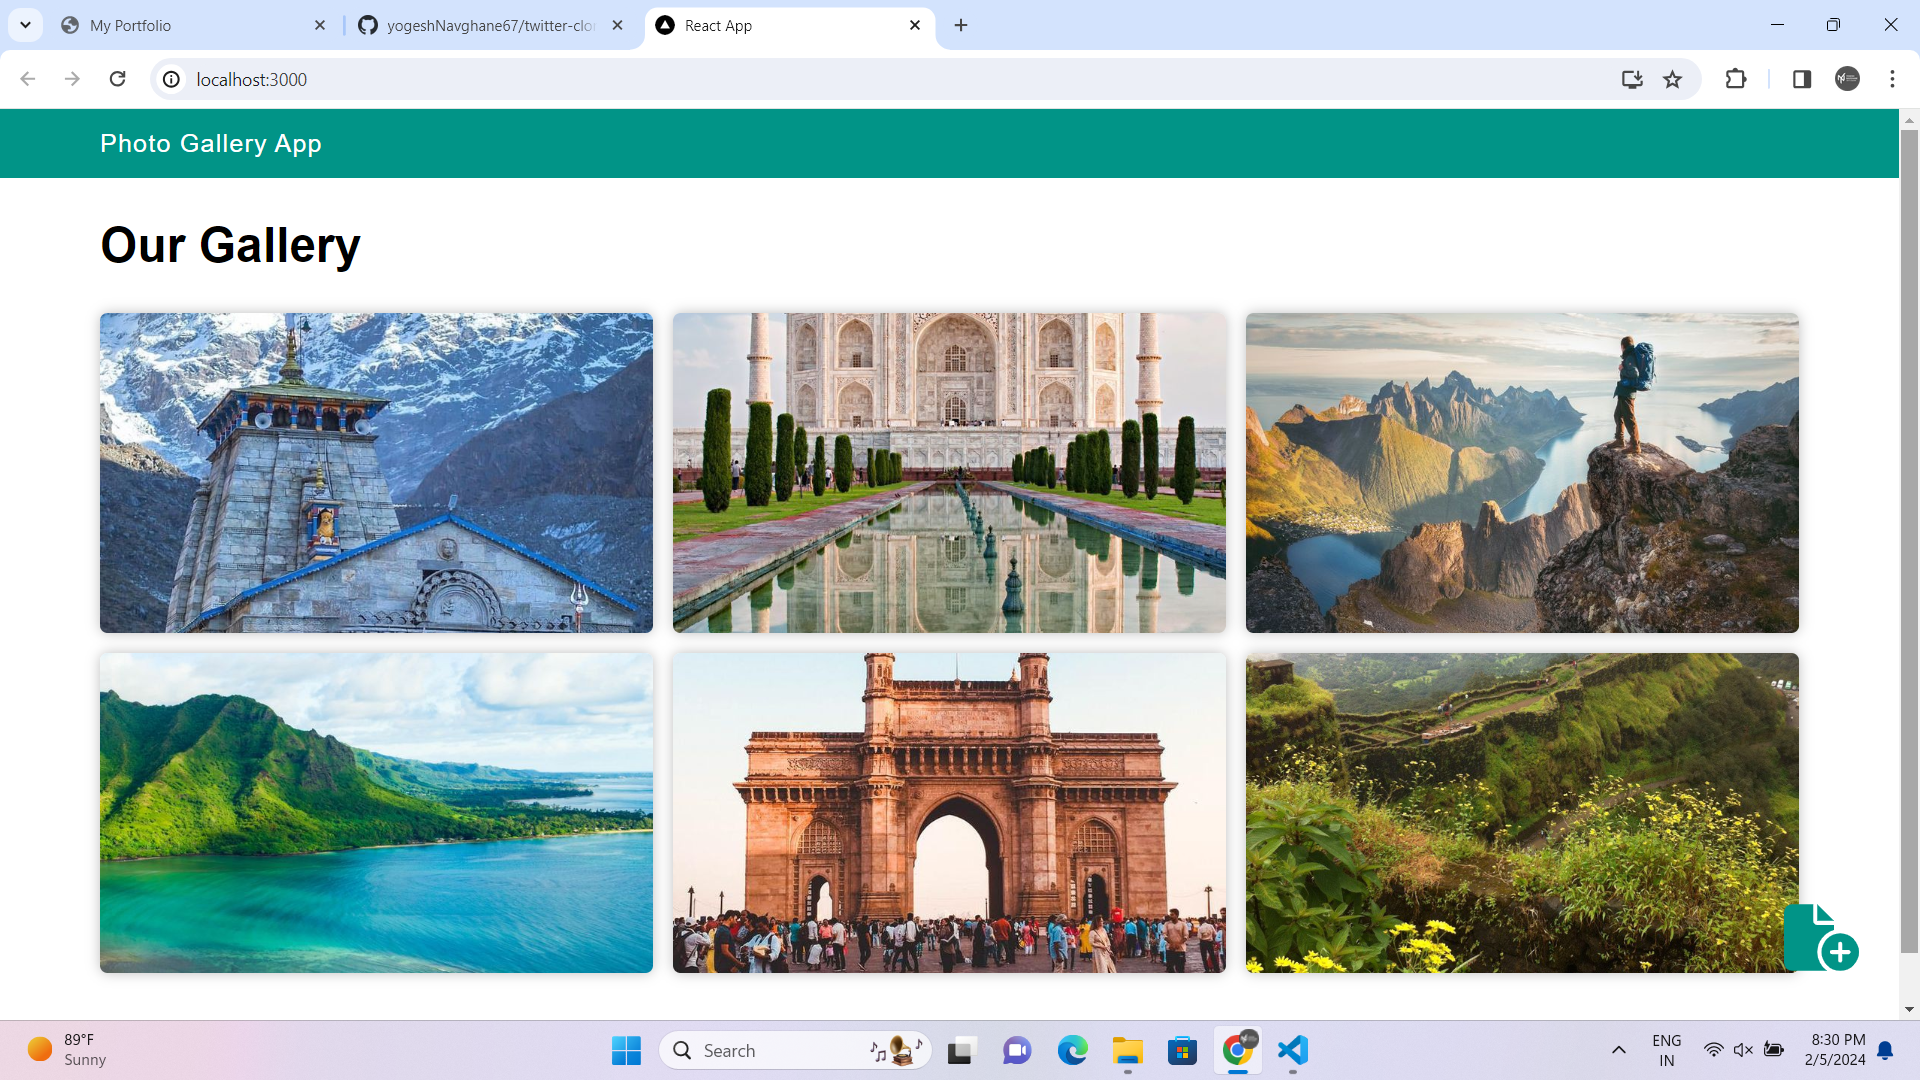 My Portfolio
yogeshNavghane67/twitter-clo
React App
localhost:3000
Photo Gallery App
Our Gallery
89°F
Sunny
Search
ENG
IN
8:30 PM
2/5/2024